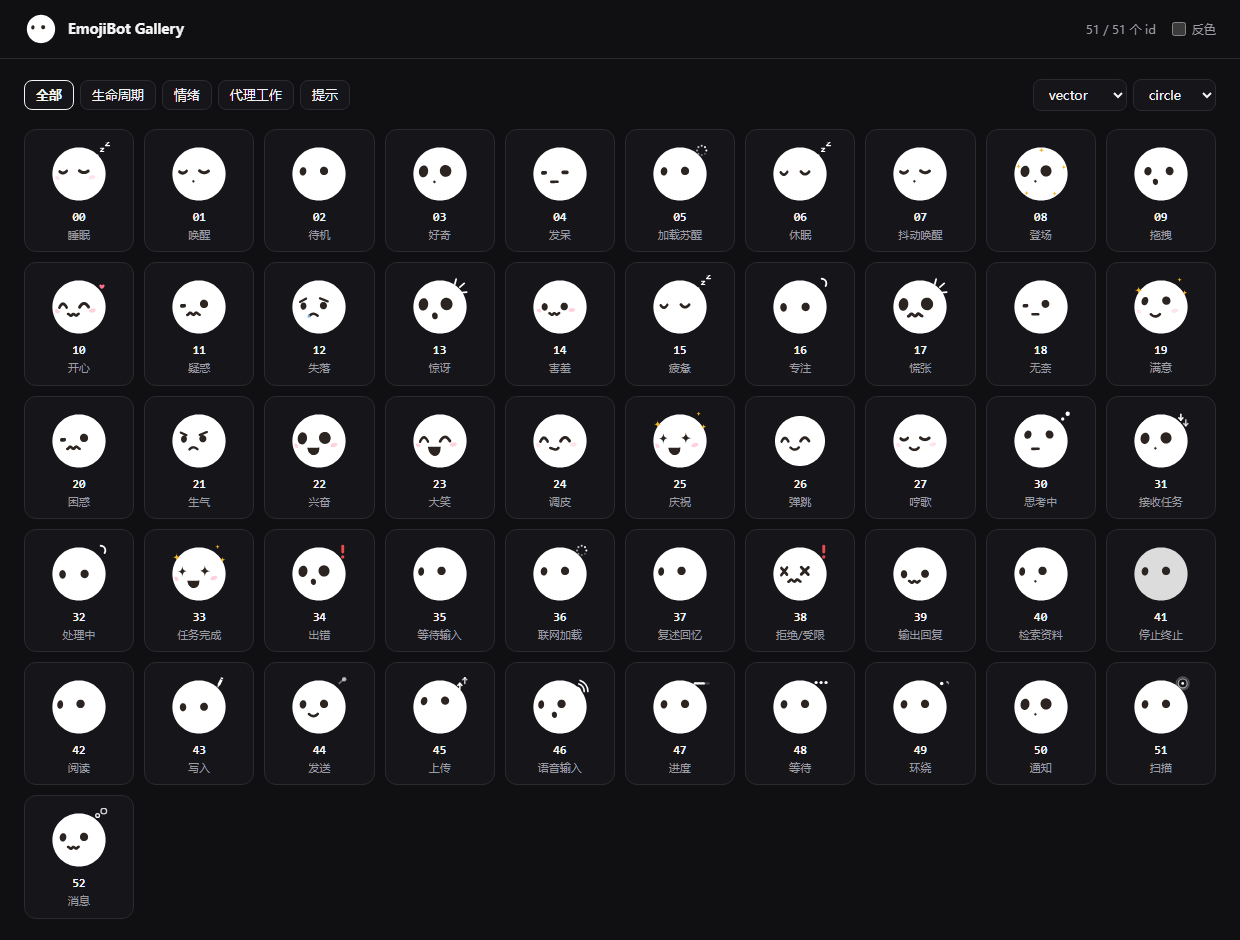 EmojiBot Gallery
51 / 51 个 id
反色
全部
生命周期
情绪
代理工作
提示
vector
circle
00
睡眠
01
唤醒
02
待机
03
好奇
04
发呆
05
加载苏醒
06
休眠
07
抖动唤醒
08
登场
09
拖拽
10
开心
11
疑惑
12
失落
13
惊讶
14
害羞
15
疲惫
16
专注
17
慌张
18
无奈
19
满意
20
困惑
21
生气
22
兴奋
23
大笑
24
调皮
25
庆祝
26
弹跳
27
哼歌
30
思考中
31
接收任务
32
处理中
33
任务完成
34
出错
35
等待输入
36
联网加载
37
复述回忆
38
拒绝/受限
39
输出回复
40
检索资料
41
停止终止
42
阅读
43
写入
44
发送
45
上传
46
语音输入
47
进度
48
等待
49
环绕
50
通知
51
扫描
52
消息